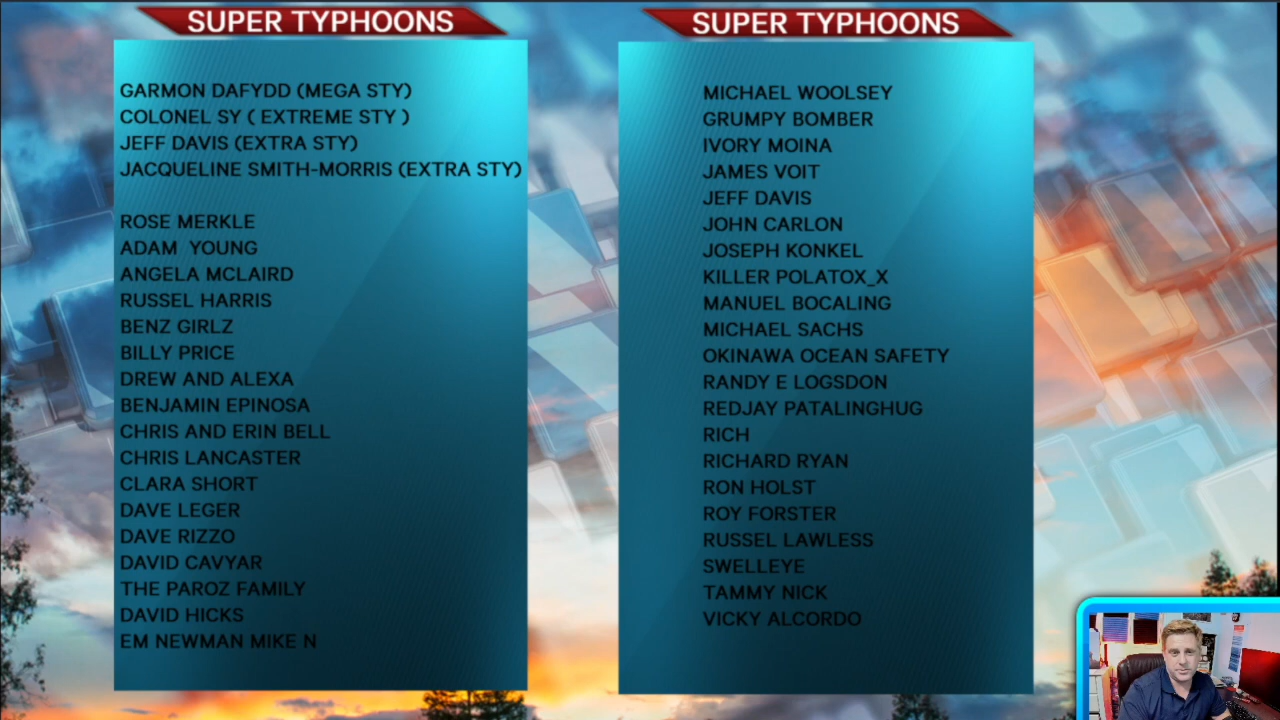 SUPER TYPHOONS
GARMON DAFYDD (MEGA STY)
COLONEL SY ( EXTREME STY )
JEFF DAVIS (EXTRA STY)
JACQUELINE SMITH-MORRIS (EXTRA STY)
ROSE MERKLE
ADAM YOUNG
ANGELA MCLAIRD
RUSSEL HARRIS
BENZ GIRLZ
BILLY PRICE
DREW AND ALEXA
BENJAMIN EPINOSA
CHRIS AND ERIN BELL
CHRIS LANCASTER
CLARA SHORT
DAVE LEGER
DAVE RIZZO
DAVID CAVYAR
THE PAROZ FAMILY
DAVID HICKS
EM NEWMAN MIKE N
SUPER TYPHOONS
MICHAEL WOOLSEY
GRUMPY BOMBER
IVORY MOINA
JAMES VOIT
JEFF DAVIS
JOHN CARLON
JOSEPH KONKEL
KILLER POLATOX_X
MANUEL BOCALING
MICHAEL SACHS
OKINAWA OCEAN SAFETY
RANDY E LOGSDON
REDJAY PATALINGHUG
RICH
RICHARD RYAN
RON HOLST
ROY FORSTER
RUSSEL LAWLESS
SWELLEYE
TAMMY NICK
VICKY ALCORDO